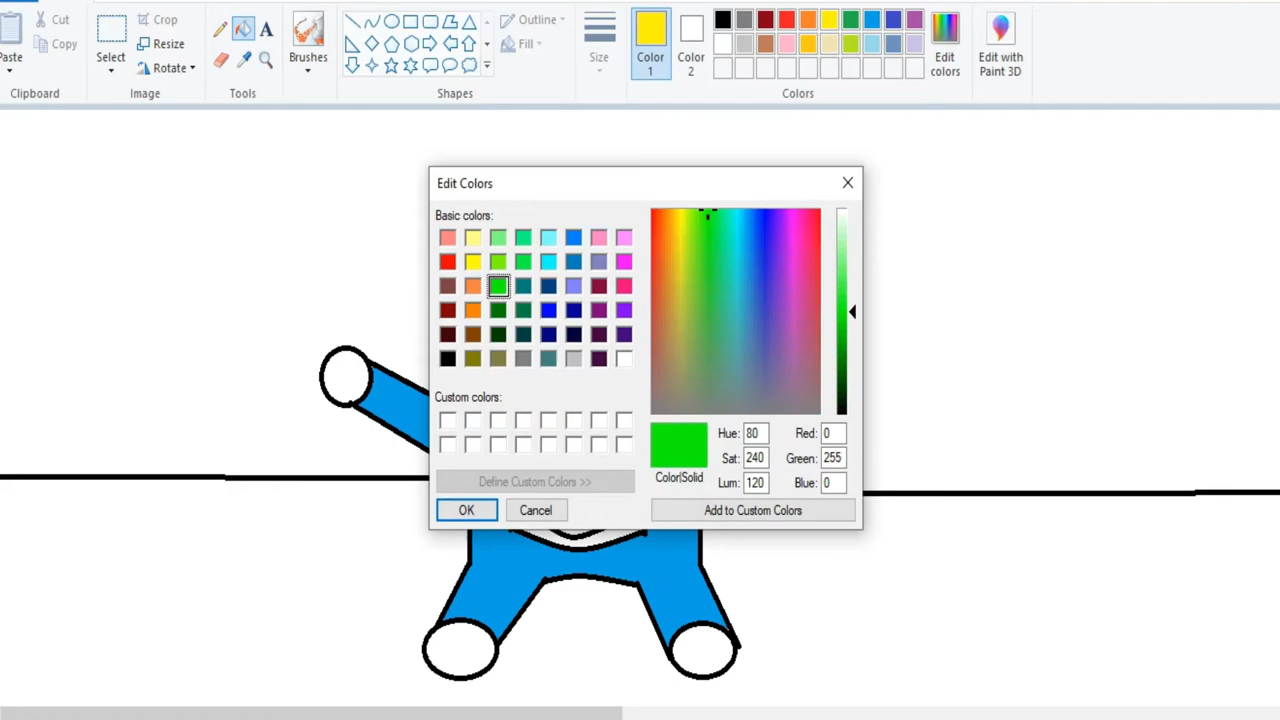 Paste
Cut
Copy
Clipboard
Select
Crop
Resize
Rotate
Image
A
Tools
Brushes
Outline
Fill
Shapes
Size
Color 1
Color 2
Edit colors
Colors
Edit with Paint 3D
Edit Colors
Basic colors:
Custom colors:
Define Custom Colors >>
OK
Cancel
Hue: 80
Sat: 240
Lum: 120
Red: 0
Green: 255
Blue: 0
Color|Solid
Add to Custom Colors